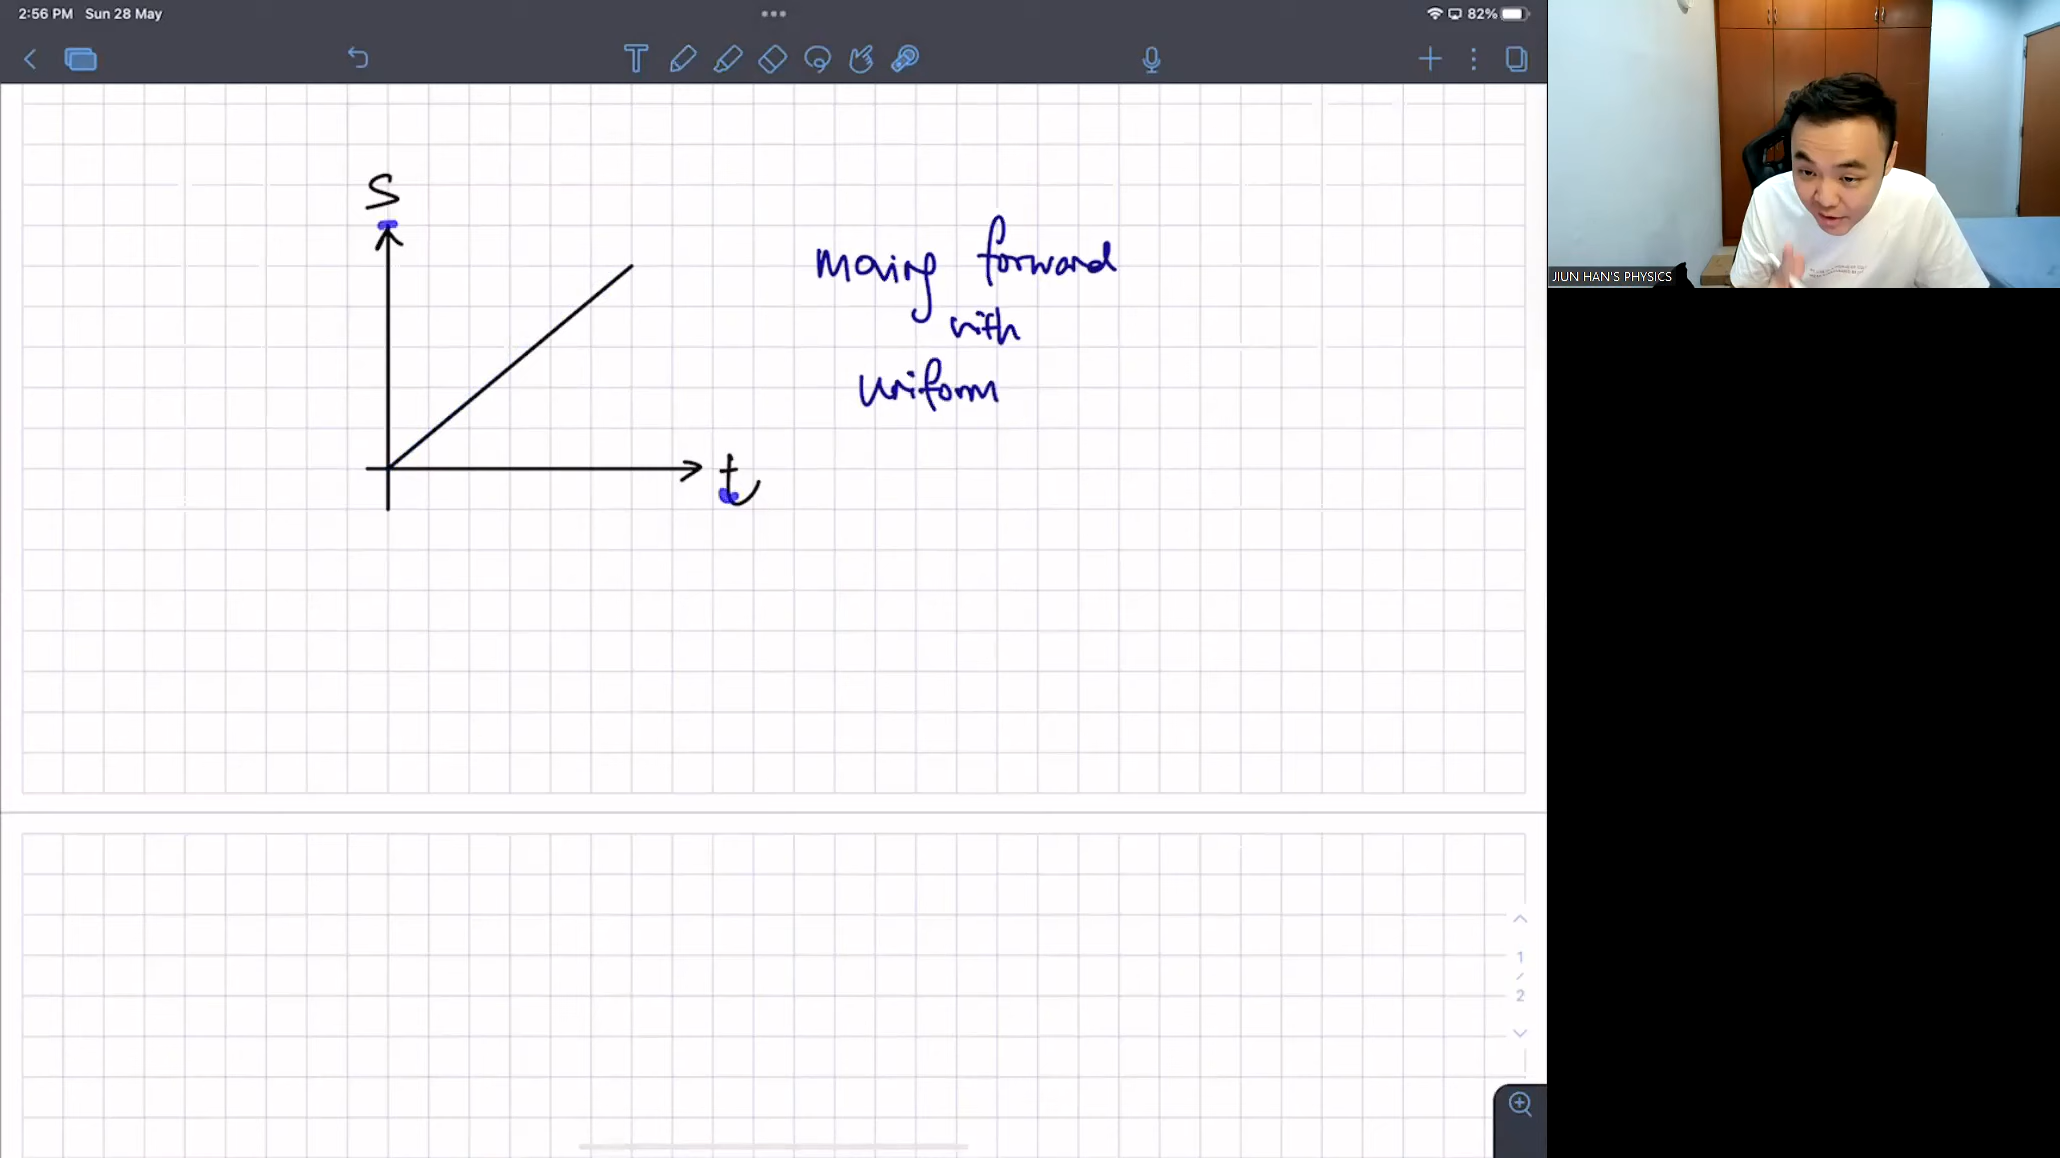 2:56 PM Sun 28 May
82%
T
S
moving forward
with
uniform
t
JIUN HAN'S PHYSICS
1
/
2